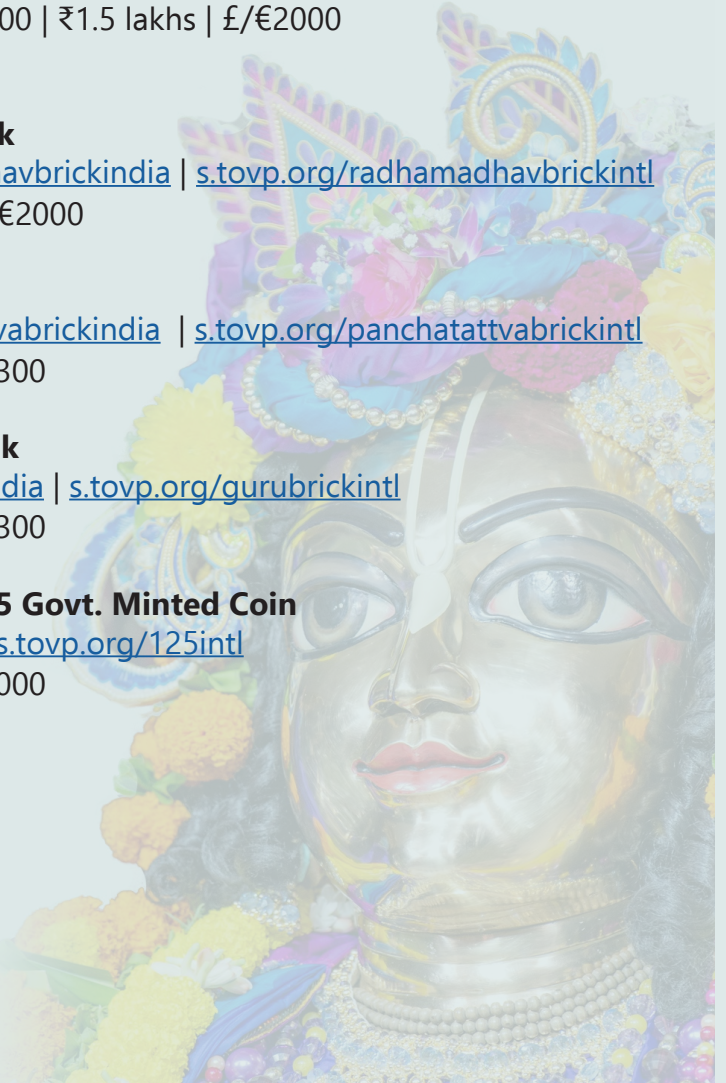 00 | ₹1.5 lakhs | £/€2000
k
avbrickindia | s.tovp.org/radhamadhavbrickintl
€2000
vabrickindia | s.tovp.org/panchatattvabrickintl
300
k
dia | s.tovp.org/gurubrickintl
300
5 Govt. Minted Coin
s.tovp.org/125intl
000